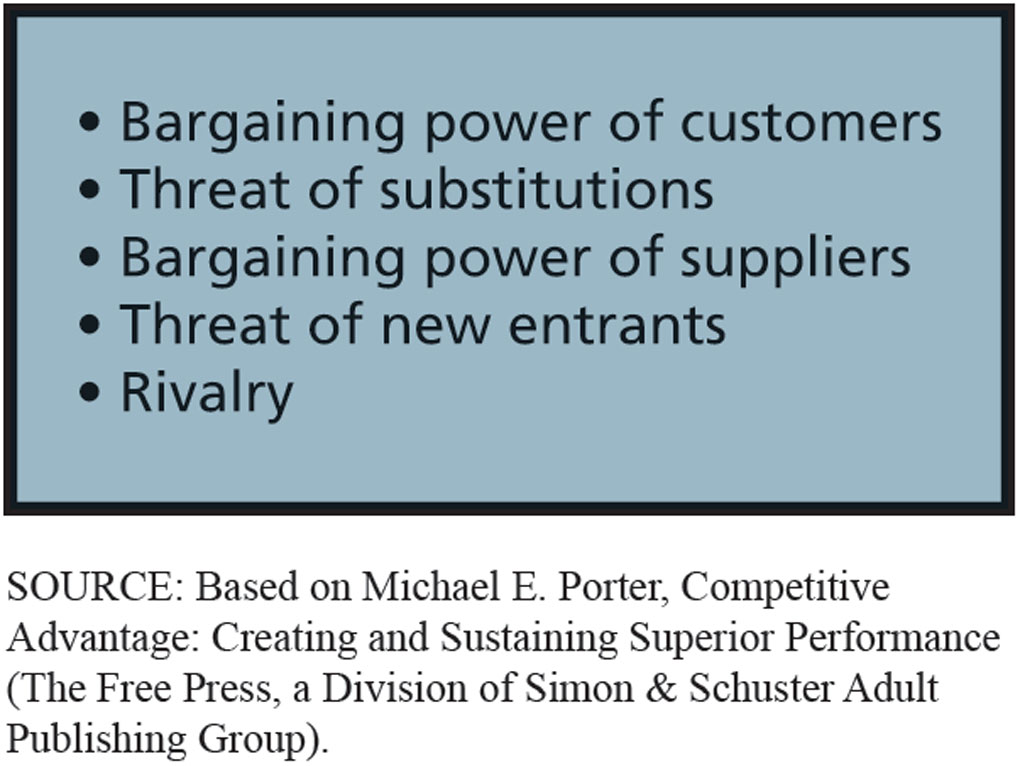 • Bargaining power of customers
• Threat of substitutions
• Bargaining power of suppliers
• Threat of new entrants
• Rivalry
SOURCE: Based on Michael E. Porter, Competitive
Advantage: Creating and Sustaining Superior Performance
(The Free Press, a Division of Simon & Schuster Adult
Publishing Group).